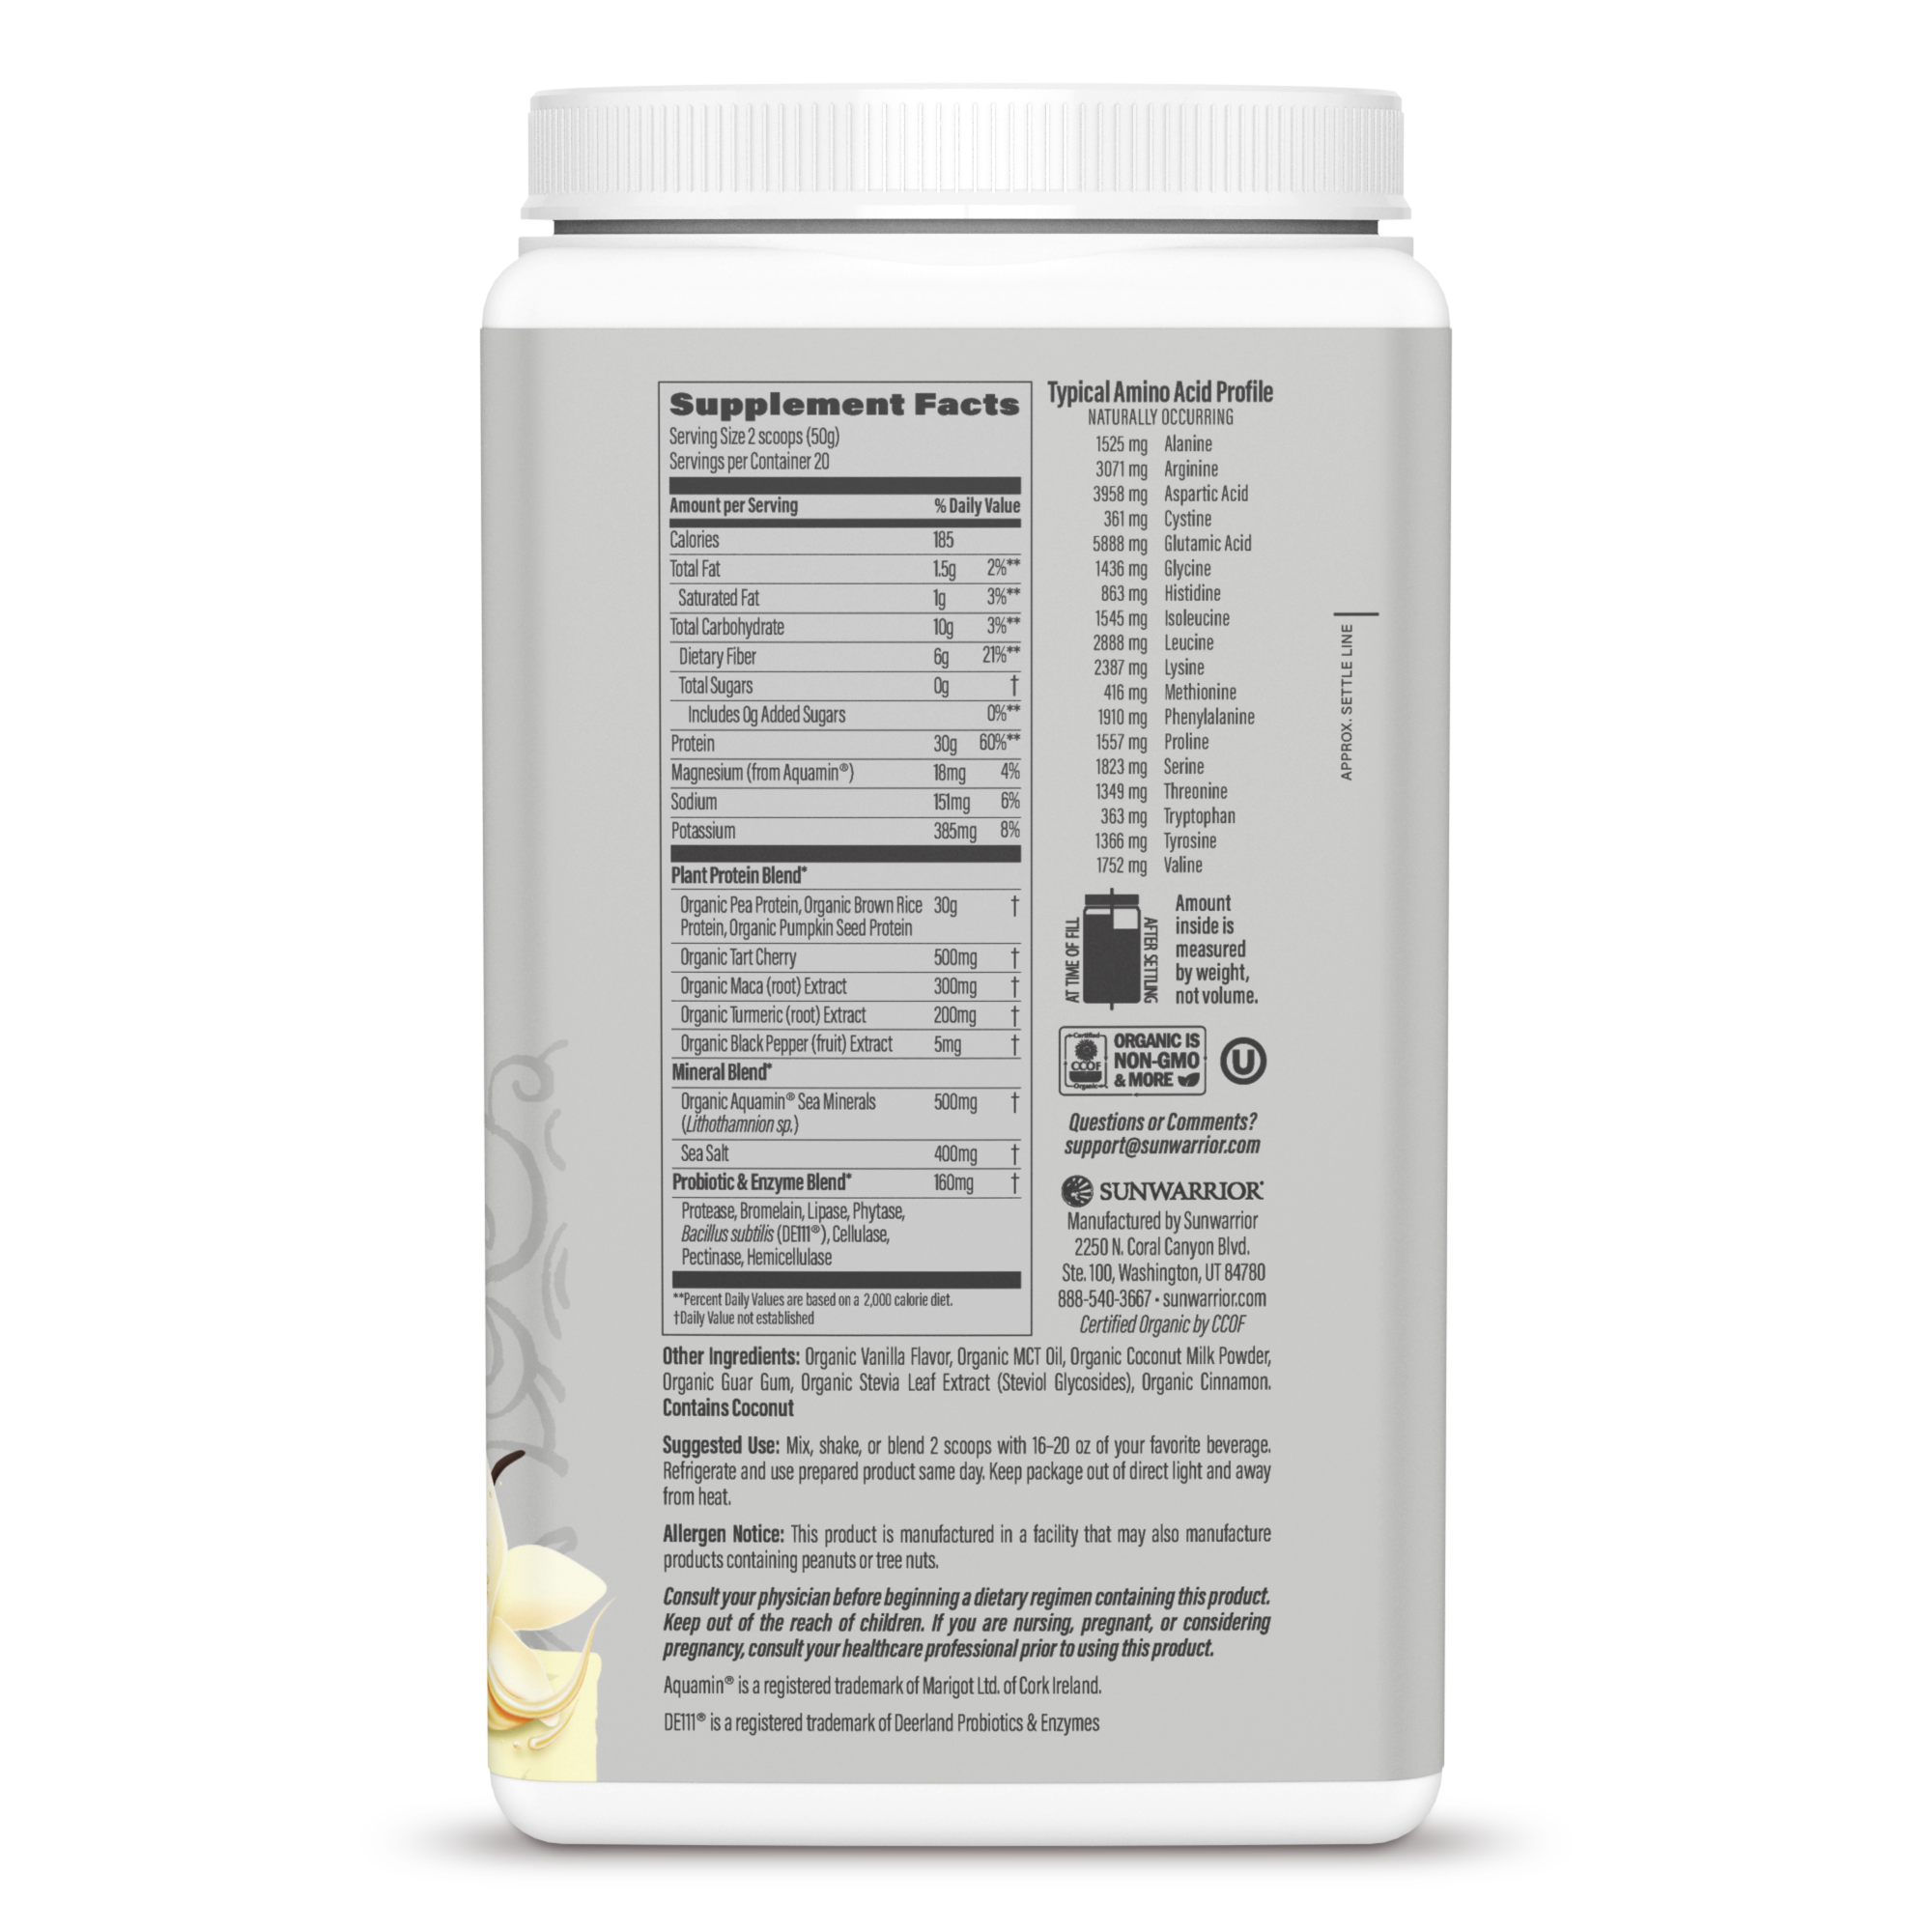 Supplement Facts
Serving Size 2 scoops (50g)
Servings per Container 20
Amount per Serving % Daily Value
Calories 185
Total Fat 1.5g 2%**
Saturated Fat 1g 3%**
Total Carbohydrate 10g 3%**
Dietary Fiber 6g 21%**
Total Sugars 0g †
Includes 0g Added Sugars 0%**
Protein 30g 60%**
Magnesium (from Aquamin®) 18mg 4%
Sodium 151mg 6%
Potassium 385mg 8%
Plant Protein Blend*
Organic Pea Protein, Organic Brown Rice 30g †
Protein, Organic Pumpkin Seed Protein
Organic Tart Cherry 500mg †
Organic Maca (root) Extract 300mg †
Organic Turmeric (root) Extract 200mg †
Organic Black Pepper (fruit) Extract 5mg †
Mineral Blend*
Organic Aquamin® Sea Minerals 500mg †
(Lithothamnion sp.)
Sea Salt 400mg †
Probiotic & Enzyme Blend* 160mg †
Protease, Bromelain, Lipase, Phytase,
Bacillus subtilis (DE111®), Cellulase,
Pectinase, Hemicellulase
**Percent Daily Values are based on a 2,000 calorie diet.
†Daily Value not established
Typical Amino Acid Profile
NATURALLY OCCURRING
1525 mg Alanine
3071 mg Arginine
3958 mg Aspartic Acid
361 mg Cystine
5888 mg Glutamic Acid
1436 mg Glycine
863 mg Histidine
1545 mg Isoleucine
2888 mg Leucine
2387 mg Lysine
416 mg Methionine
1910 mg Phenylalanine
1557 mg Proline
1823 mg Serine
1349 mg Threonine
363 mg Tryptophan
1366 mg Tyrosine
1752 mg Valine
APPROX. SETTLE LINE
AT TIME OF FILL
AFTER SETTLING
Amount
inside is
measured
by weight,
not volume.
Certified
CCOF
Organic
ORGANIC IS
NON-GMO
& MORE
U
Questions or Comments?
support@sunwarrior.com
SUNWARRIOR
Manufactured by Sunwarrior
2250 N. Coral Canyon Blvd.
Ste. 100, Washington, UT 84780
888-540-3667 • sunwarrior.com
Certified Organic by CCOF
Other Ingredients: Organic Vanilla Flavor, Organic MCT Oil, Organic Coconut Milk Powder,
Organic Guar Gum, Organic Stevia Leaf Extract (Steviol Glycosides), Organic Cinnamon.
Contains Coconut
Suggested Use: Mix, shake, or blend 2 scoops with 16–20 oz of your favorite beverage.
Refrigerate and use prepared product same day. Keep package out of direct light and away
from heat.
Allergen Notice: This product is manufactured in a facility that may also manufacture
products containing peanuts or tree nuts.
Consult your physician before beginning a dietary regimen containing this product.
Keep out of the reach of children. If you are nursing, pregnant, or considering
pregnancy, consult your healthcare professional prior to using this product.
Aquamin® is a registered trademark of Marigot Ltd. of Cork Ireland.
DE111® is a registered trademark of Deerland Probiotics & Enzymes